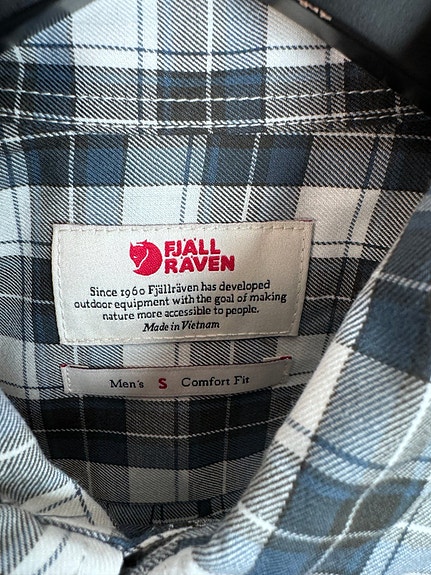 FJÄLL
RÄVEN
Since 1960 Fjällräven has developed
outdoor equipment with the goal of making
nature more accessible to people.
Made in Vietnam
Men's S Comfort Fit